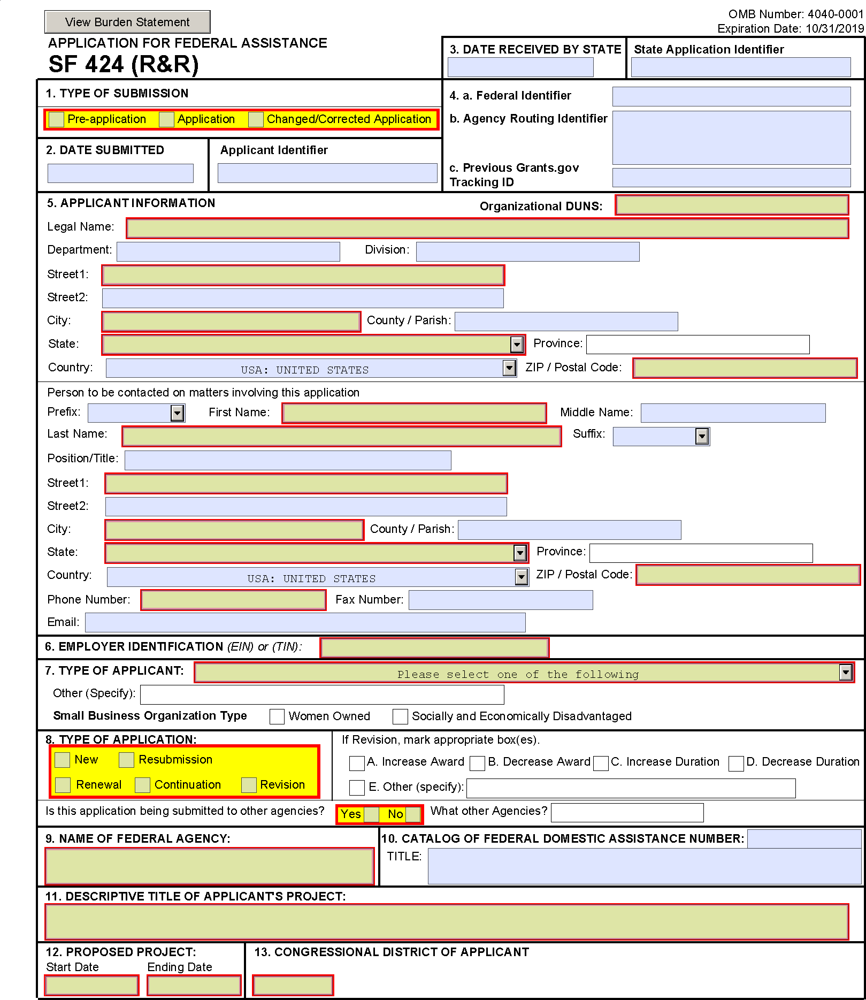 View Burden Statement
OMB Number: 4040-0001
Expiration Date: 10/31/2019
APPLICATION FOR FEDERAL ASSISTANCE
SF 424 (R&R)
3. DATE RECEIVED BY STATE
State Application Identifier
1. TYPE OF SUBMISSION
Pre-application Application Changed/Corrected Application
4. a. Federal Identifier
b. Agency Routing Identifier
2. DATE SUBMITTED
Applicant Identifier
c. Previous Grants.gov
Tracking ID
5. APPLICANT INFORMATION
Organizational DUNS:
Legal Name:
Department: Division:
Street1:
Street2:
City: County / Parish:
State: Province:
Country: USA: UNITED STATES ZIP / Postal Code:
Person to be contacted on matters involving this application
Prefix: First Name: Middle Name:
Last Name: Suffix:
Position/Title:
Street1:
Street2:
City: County / Parish:
State: Province:
Country: USA: UNITED STATES ZIP / Postal Code:
Phone Number: Fax Number:
Email:
6. EMPLOYER IDENTIFICATION (EIN) or (TIN):
7. TYPE OF APPLICANT: Please select one of the following
Other (Specify):
Small Business Organization Type Women Owned Socially and Economically Disadvantaged
8. TYPE OF APPLICATION:
New Resubmission
Renewal Continuation Revision
If Revision, mark appropriate box(es).
A. Increase Award B. Decrease Award C. Increase Duration D. Decrease Duration
E. Other (specify):
Is this application being submitted to other agencies? Yes No What other Agencies?
9. NAME OF FEDERAL AGENCY:
10. CATALOG OF FEDERAL DOMESTIC ASSISTANCE NUMBER:
TITLE:
11. DESCRIPTIVE TITLE OF APPLICANT'S PROJECT:
12. PROPOSED PROJECT:
Start Date Ending Date
13. CONGRESSIONAL DISTRICT OF APPLICANT